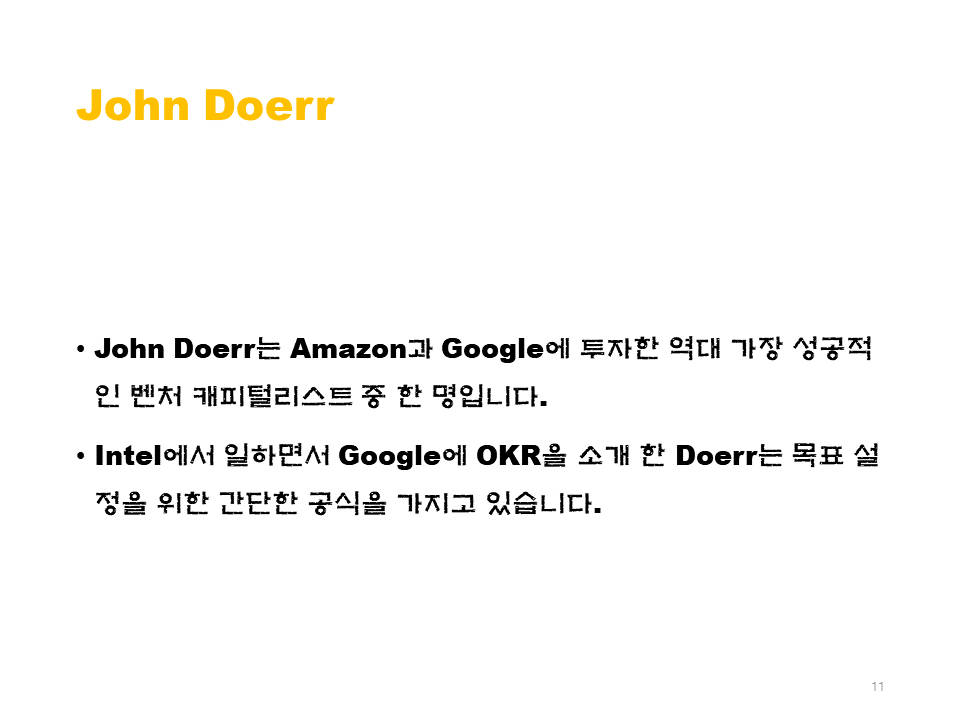 John Doerr
• John Doerr는 Amazon과 Google에 투자한 역대 가장 성공적
인 벤처 캐피털리스트 중 한 명입니다.
• Intel에서 일하면서 Google에 OKR을 소개 한 Doerr는 목표 설
정을 위한 간단한 공식을 가지고 있습니다.
11